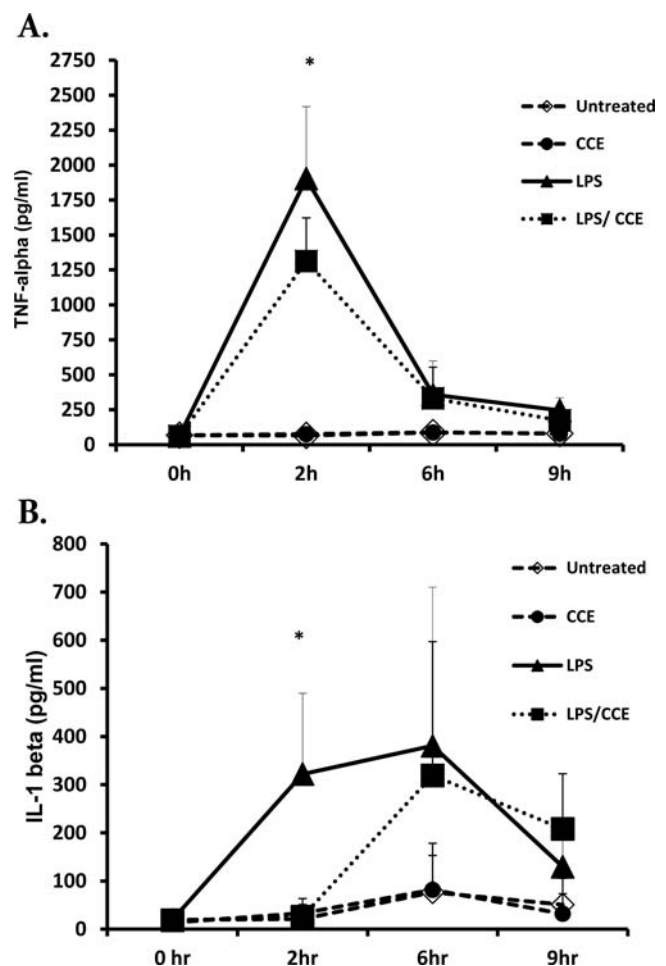 A.
TNF-alpha (pg/ml)
2750
2500
2250
2000
1750
1500
1250
1000
750
500
250
0
*
Untreated
CCE
LPS
LPS/ CCE
0h 2h 6h 9h
B.
IL-1 beta (pg/ml)
800
700
600
500
400
300
200
100
0
*
Untreated
CCE
LPS
LPS/CCE
0 hr 2hr 6hr 9hr